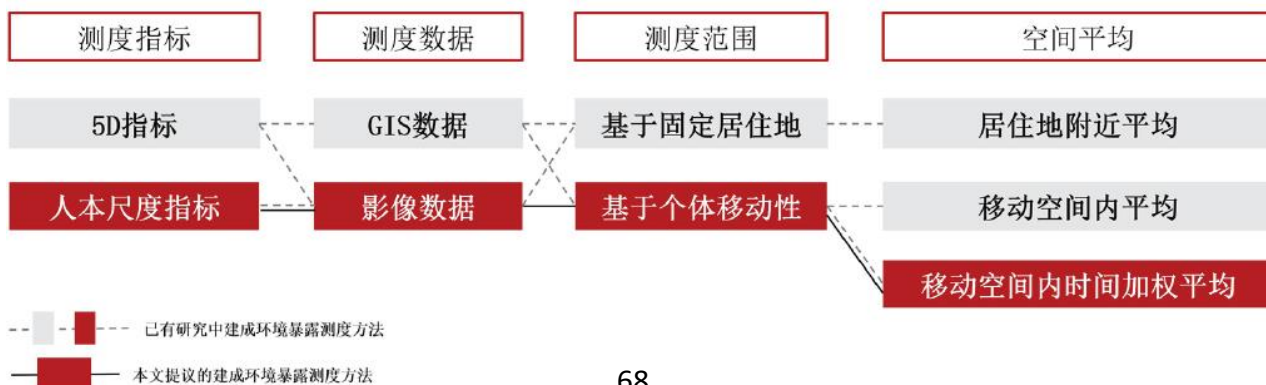 测度指标 测度数据 测度范围 空间平均
5D指标 GIS数据 基于固定居住地 居住地附近平均
人本尺度指标 影像数据 基于个体移动性 移动空间内平均
移动空间内时间加权平均
已有研究中建成环境暴露测度方法
本文提议的建成环境暴露测度方法
68